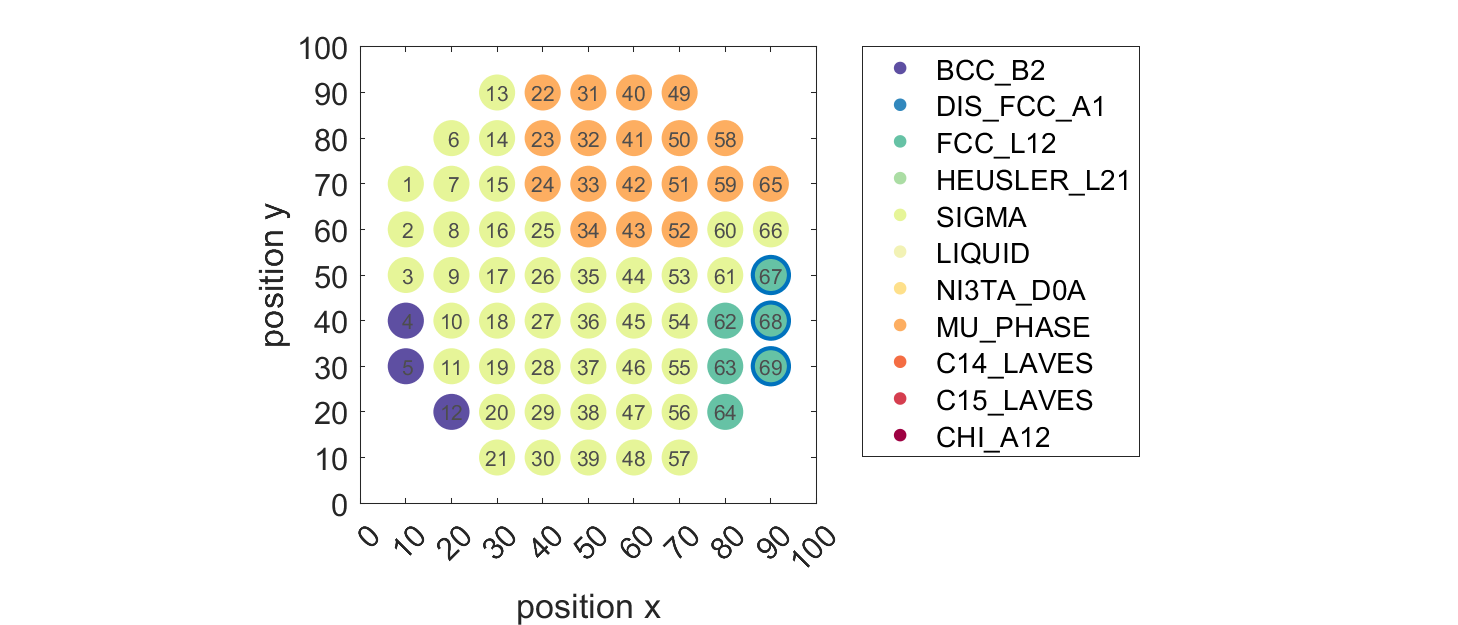 100
90 13 22 31 40 49
80 6 14 23 32 41 50 58
70 1 7 15 24 33 42 51 59 65
60 2 8 16 25 34 43 52 60 66
50 3 9 17 26 35 44 53 61 67
40 4 10 18 27 36 45 54 62 68
30 5 11 19 28 37 46 55 63 69
20 12 20 29 38 47 56 64
10 21 30 39 48 57
0
0 10 20 30 40 50 60 70 80 90 100
position x
position y
BCC_B2
DIS_FCC_A1
FCC_L12
HEUSLER_L21
SIGMA
LIQUID
NI3TA_D0A
MU_PHASE
C14_LAVES
C15_LAVES
CHI_A12